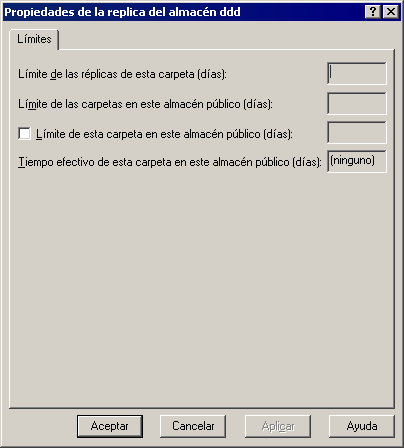 Propiedades de la replica del almacén ddd
Límites
Límite de las réplicas de esta carpeta (días):
Límite de las carpetas en este almacén público (días):
Límite de esta carpeta en este almacén público (días):
Tiempo efectivo de esta carpeta en este almacén público (días): (ninguno)
Aceptar Cancelar Aplicar Ayuda